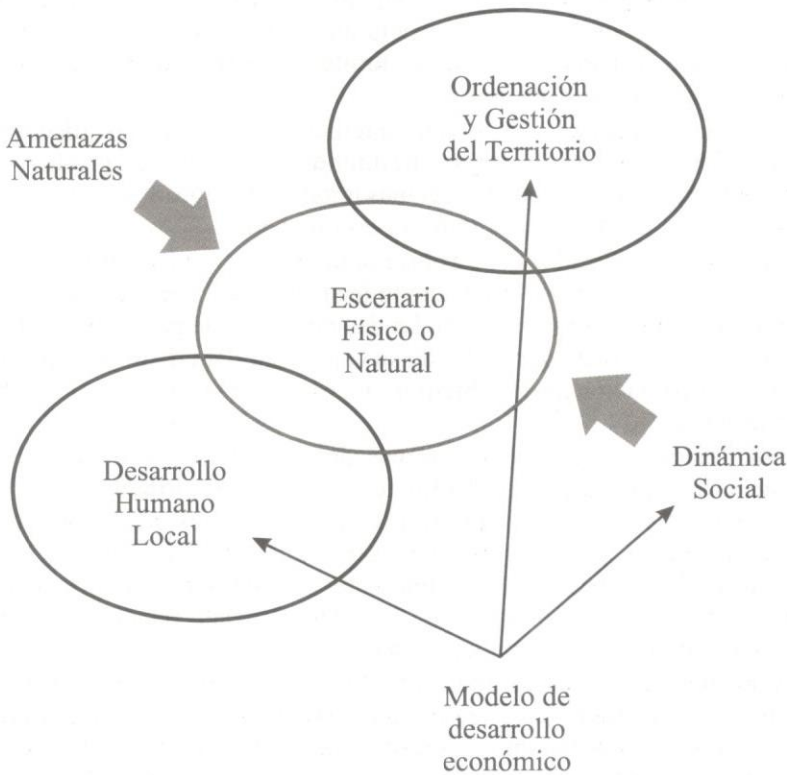 Ordenación
y Gestión
del Territorio
Amenazas
Naturales
Escenario
Físico o
Natural
Desarrollo
Humano
Local
Dinámica
Social
Modelo de
desarrollo
económico